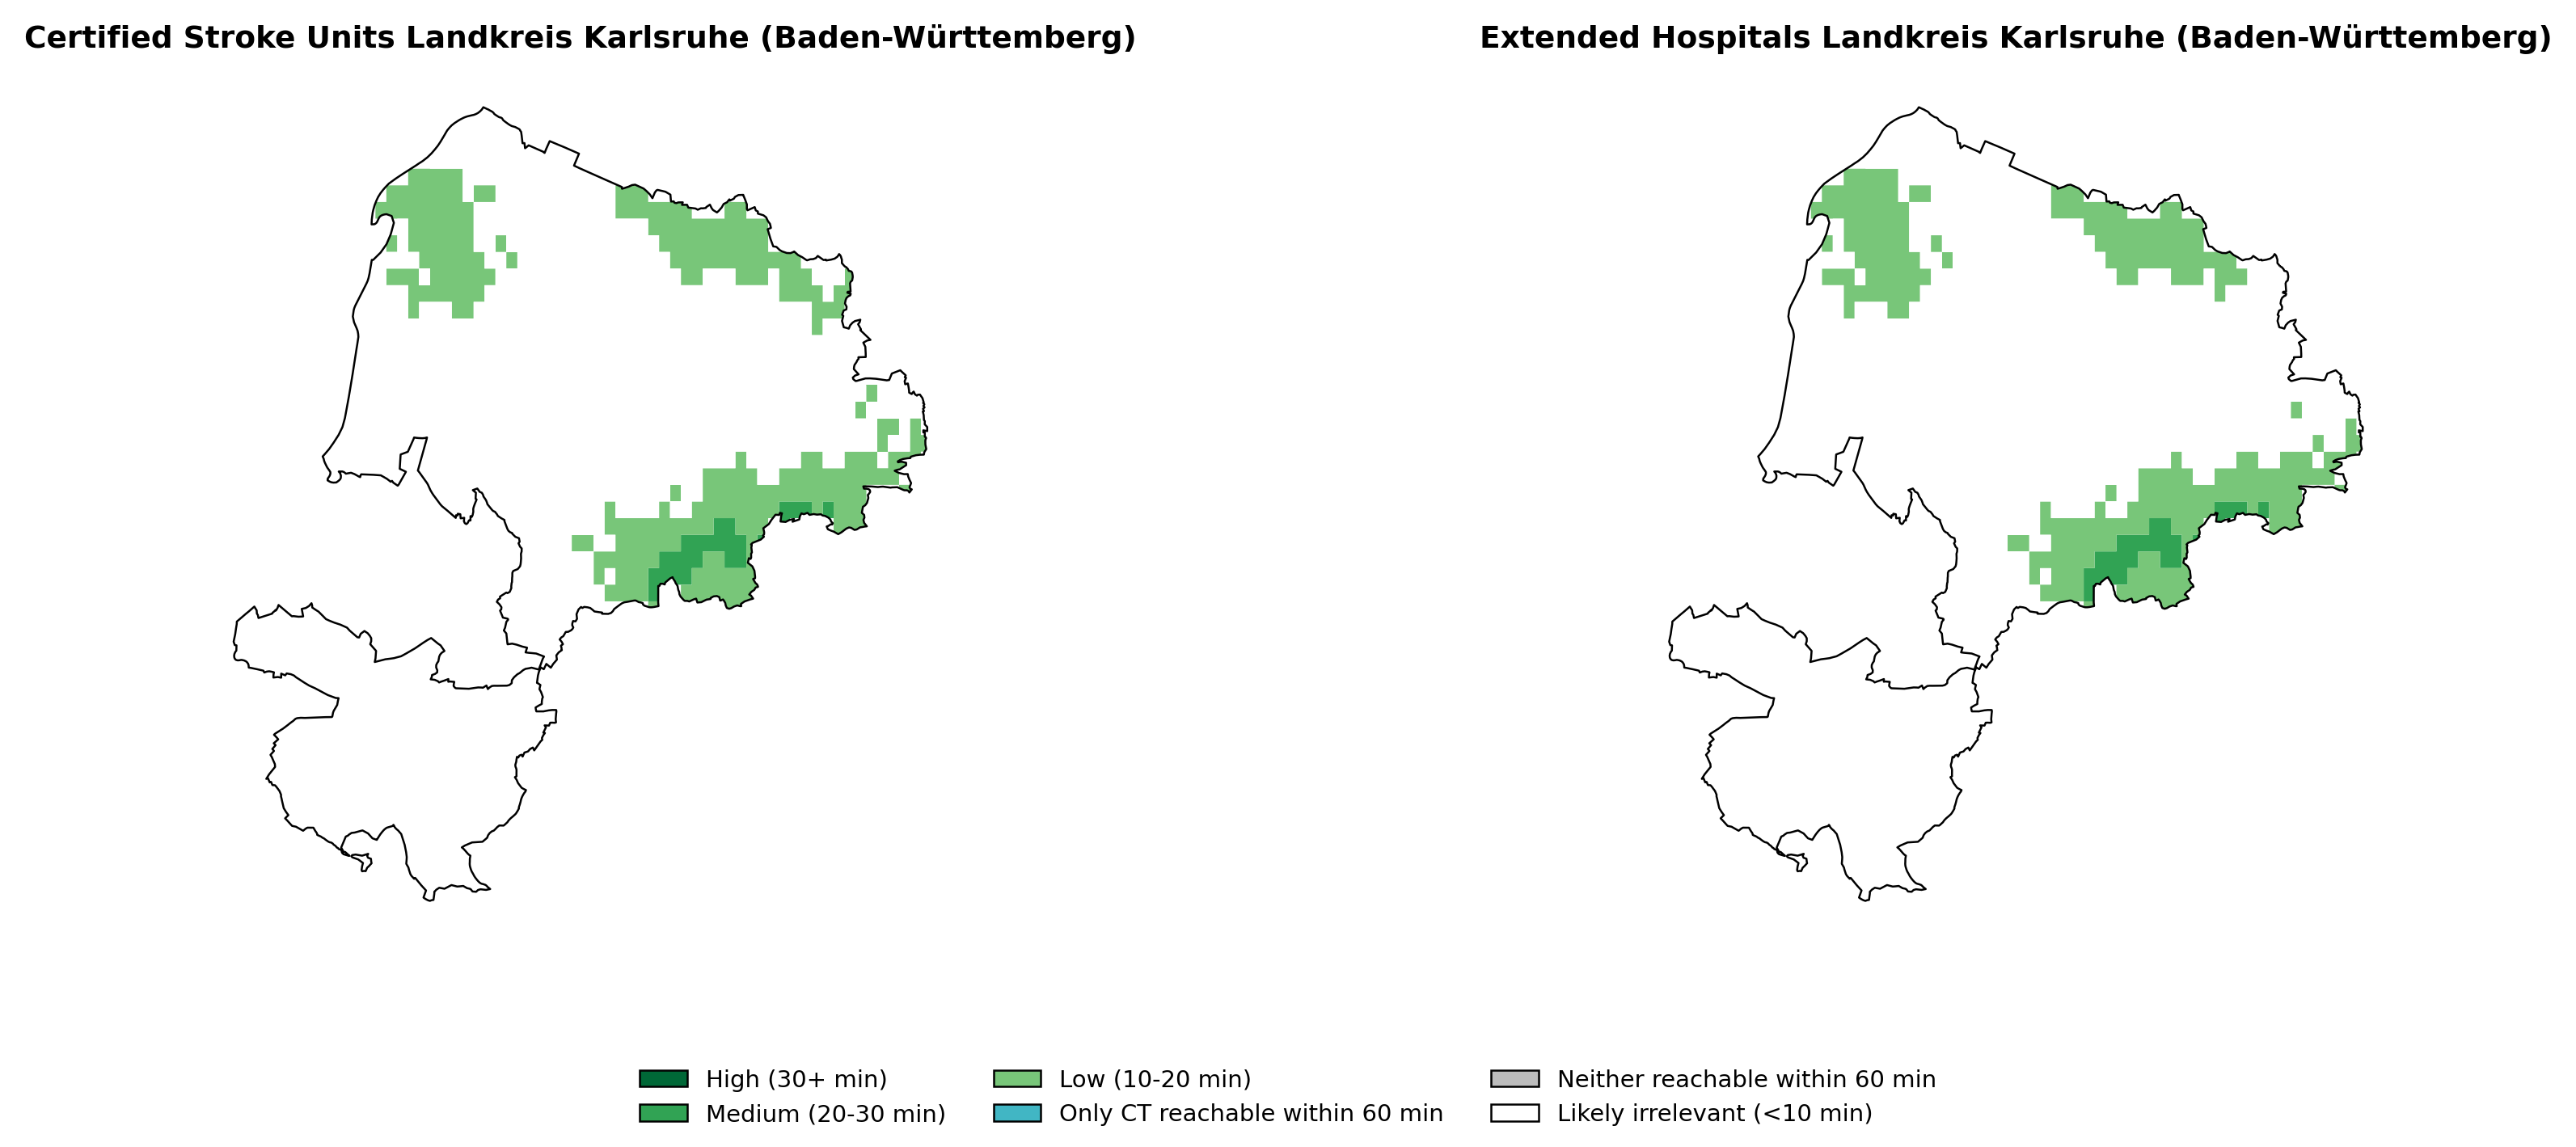 Certified Stroke Units Landkreis Karlsruhe (Baden-Württemberg)
Extended Hospitals Landkreis Karlsruhe (Baden-Württemberg)
High (30+ min)
Medium (20-30 min)
Low (10-20 min)
Only CT reachable within 60 min
Neither reachable within 60 min
Likely irrelevant (<10 min)